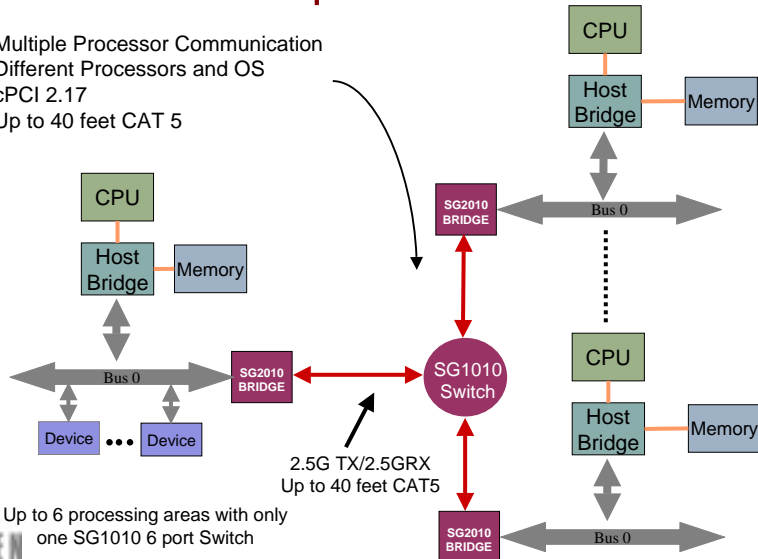 Multiple Processor Communication
Different Processors and OS
cPCI 2.17
Up to 40 feet CAT 5
CPU
Host
Bridge
Memory
SG2010
BRIDGE
Bus 0
CPU
Host
Bridge
Memory
Bus 0
SG2010
BRIDGE
SG1010
Switch
Device
Device
2.5G TX/2.5GRX
Up to 40 feet CAT5
CPU
Host
Bridge
Memory
SG2010
BRIDGE
Bus 0
Up to 6 processing areas with only
one SG1010 6 port Switch